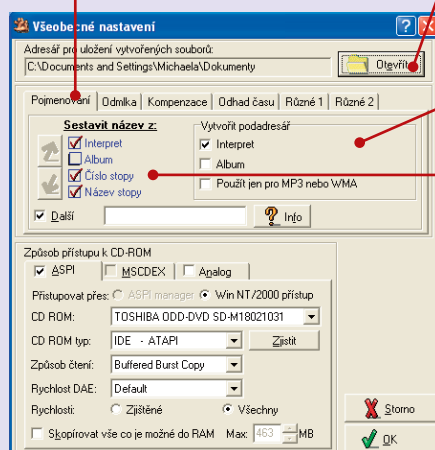 Všeobecné nastavení
Adresář pro uložení vytvořených souborů:
C:\Documents and Settings\Michaela\Dokumenty
Otevřít
Pojmenování Odmlka Kompenzace Odhad času Různé 1 Různé 2
Sestavit název z:
Interpret
Album
Číslo stopy
Název stopy
Vytvořit podadresář
Interpret
Album
Použít jen pro MP3 nebo WMA
Další
Info
Způsob přístupu k CD-ROM
ASPI MSCDEX Analog
Přistupovat přes: ASPI manager Win NT/2000 přístup
CD ROM: TOSHIBA ODD-DVD SD-M18021031
CD ROM typ: IDE - ATAPI Zjistit
Způsob čtení: Buffered Burst Copy
Rychlost DAE: Default
Rychlosti: Zjištěné Všechny
Skopírovat vše co je možné do RAM Max: 463 MB
Storno
OK